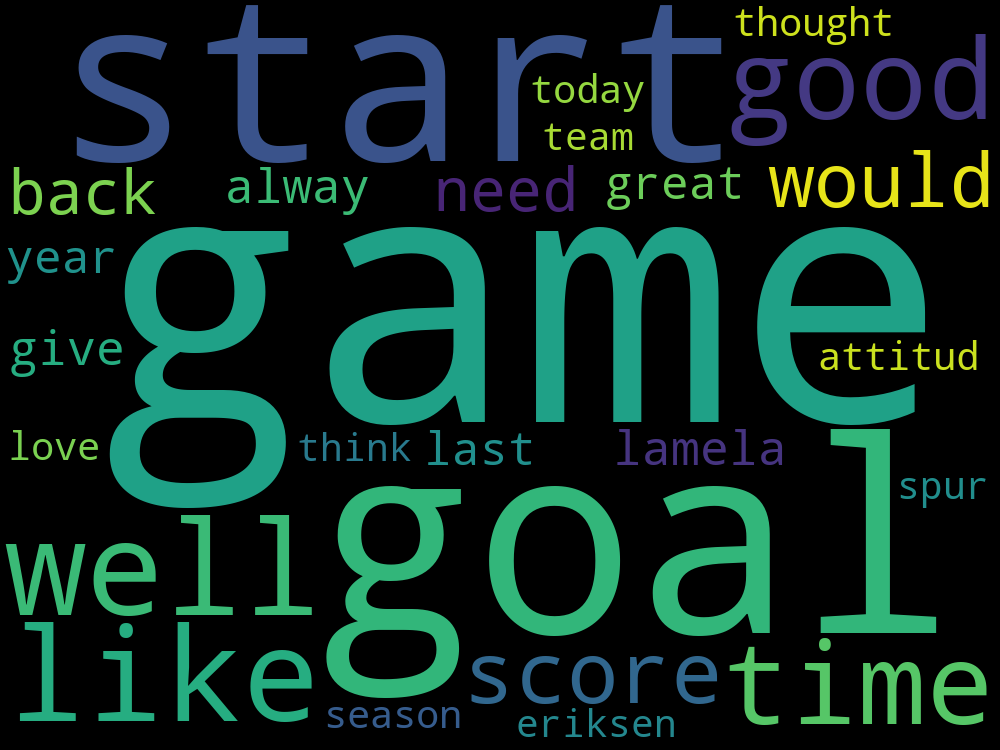 start
thought
good
today
team
back
alway
need
great
would
year
game
give
attitud
love
think
last
lamela
spur
well
goal
like
score
time
season
eriksen